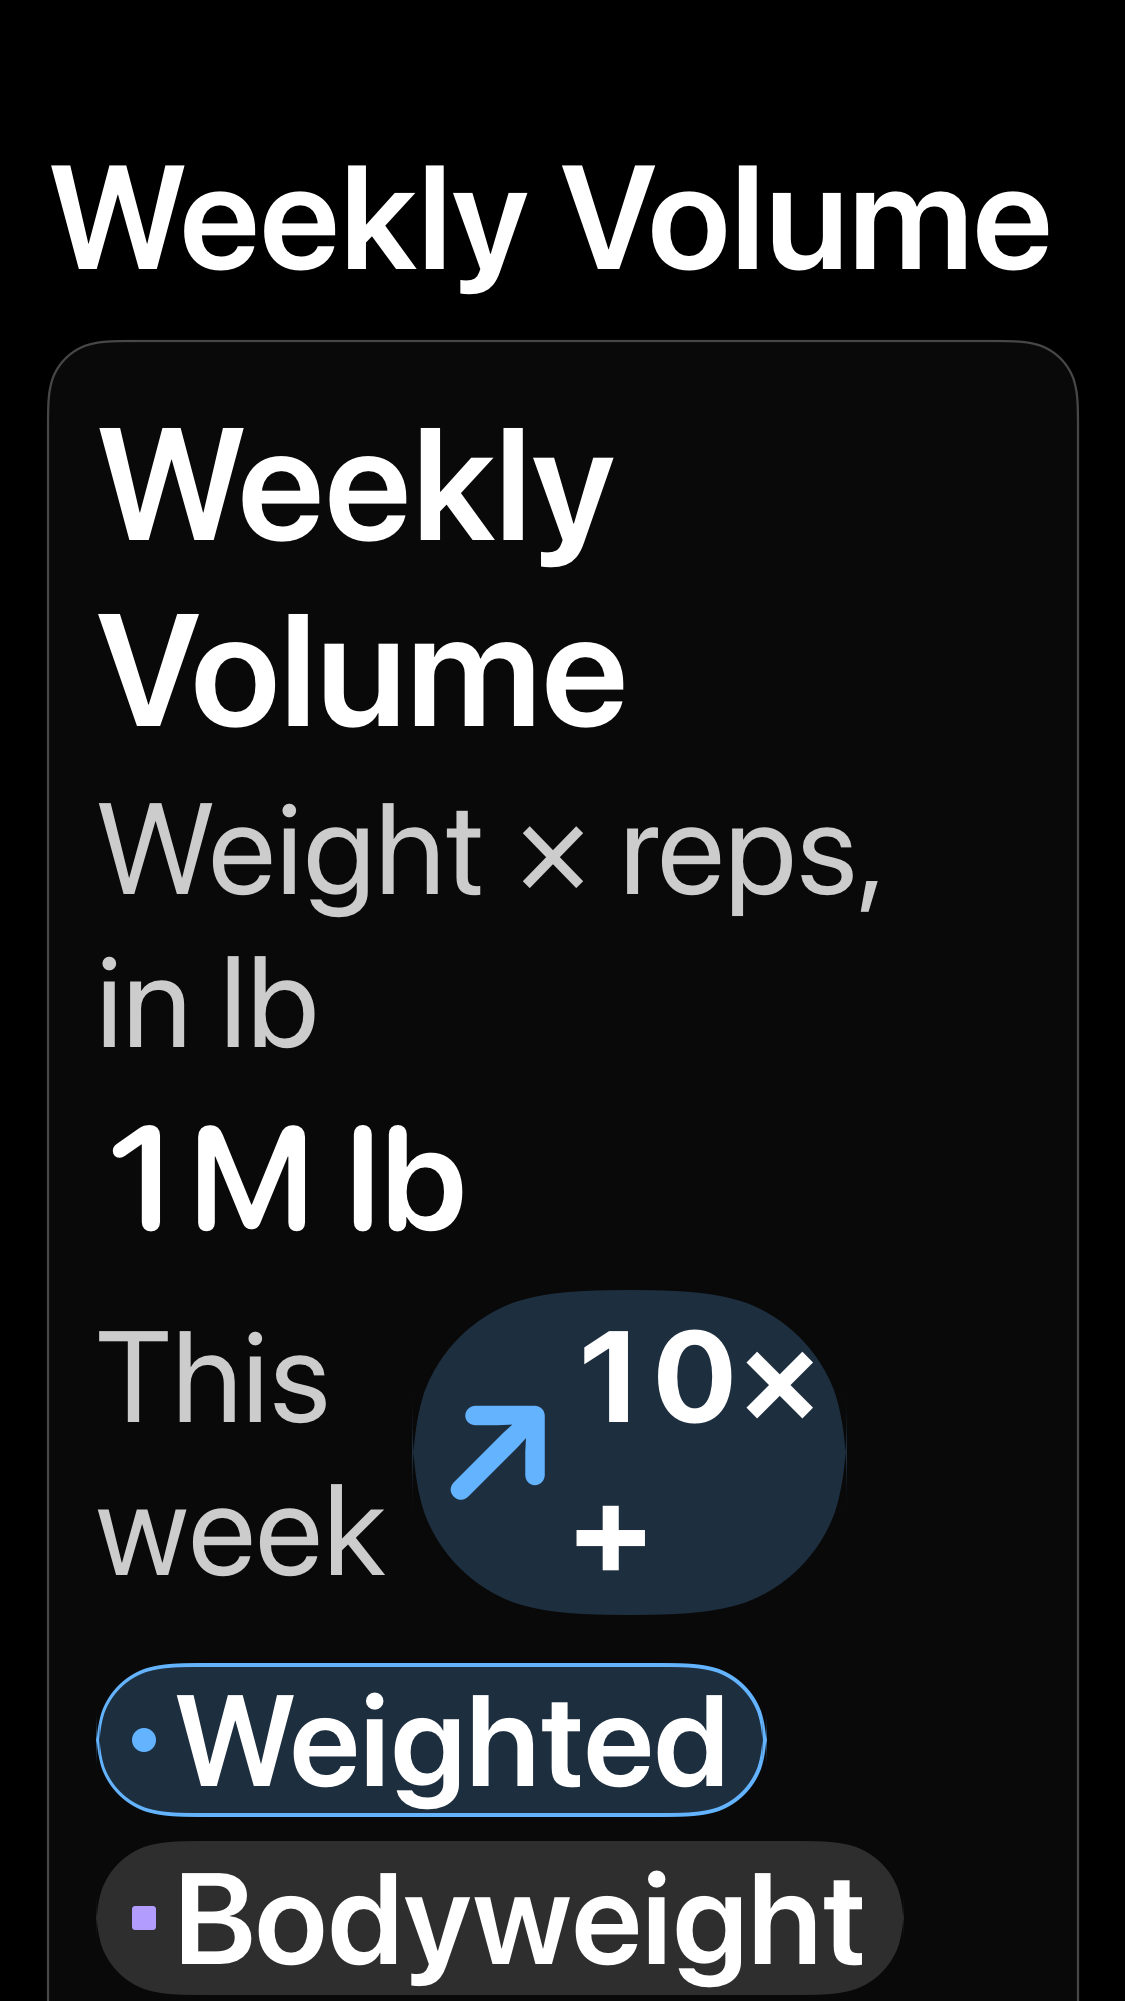 Weekly Volume
Weekly
Volume
Weight × reps,
in lb
1M lb
This
week
10×
+
Weighted
Bodyweight